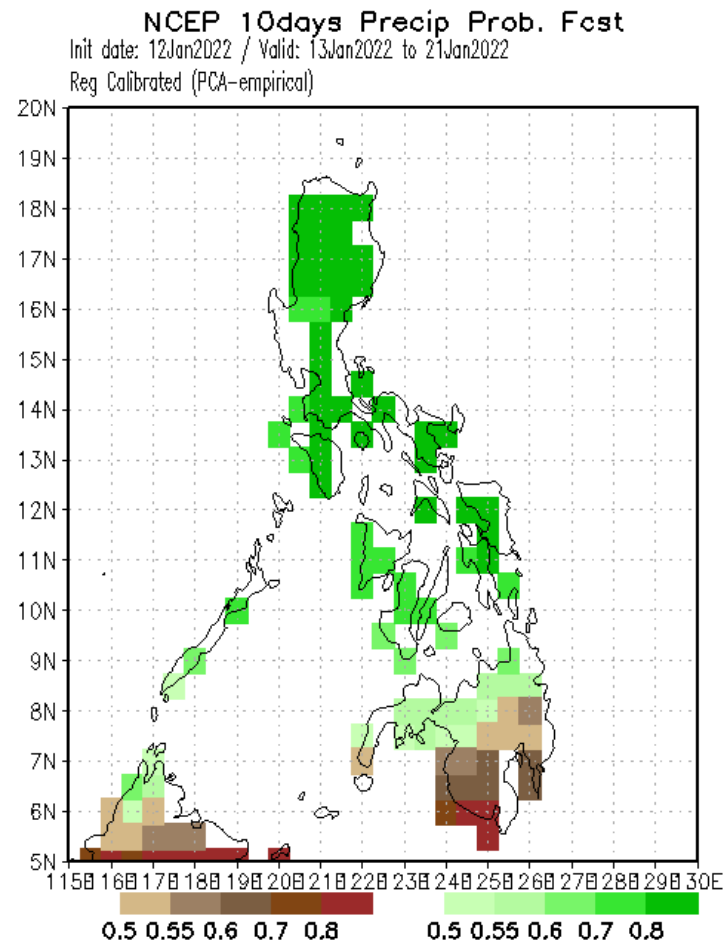 NCEP 10days Precip Prob. Fcst
Init date: 12Jan2022 / Valid: 13Jan2022 to 21Jan2022
Reg Calibrated (PCA-empirical)
20N
19N
18N
17N
16N
15N
14N
13N
12N
11N
10N
9N
8N
7N
6N
5N
130E
0.5 0.55 0.6 0.7 0.8 0.5 0.55 0.6 0.7 0.8